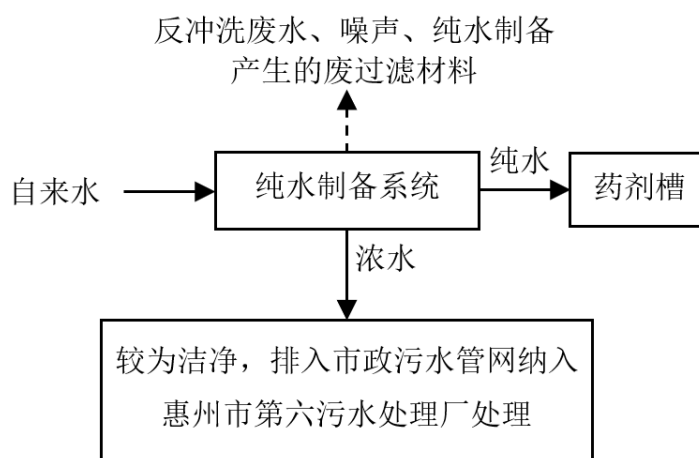 反冲洗废水、噪声、纯水制备
产生的废过滤材料
自来水
纯水制备系统
纯水
药剂槽
浓水
较为洁净，排入市政污水管网纳入
惠州市第六污水处理厂处理